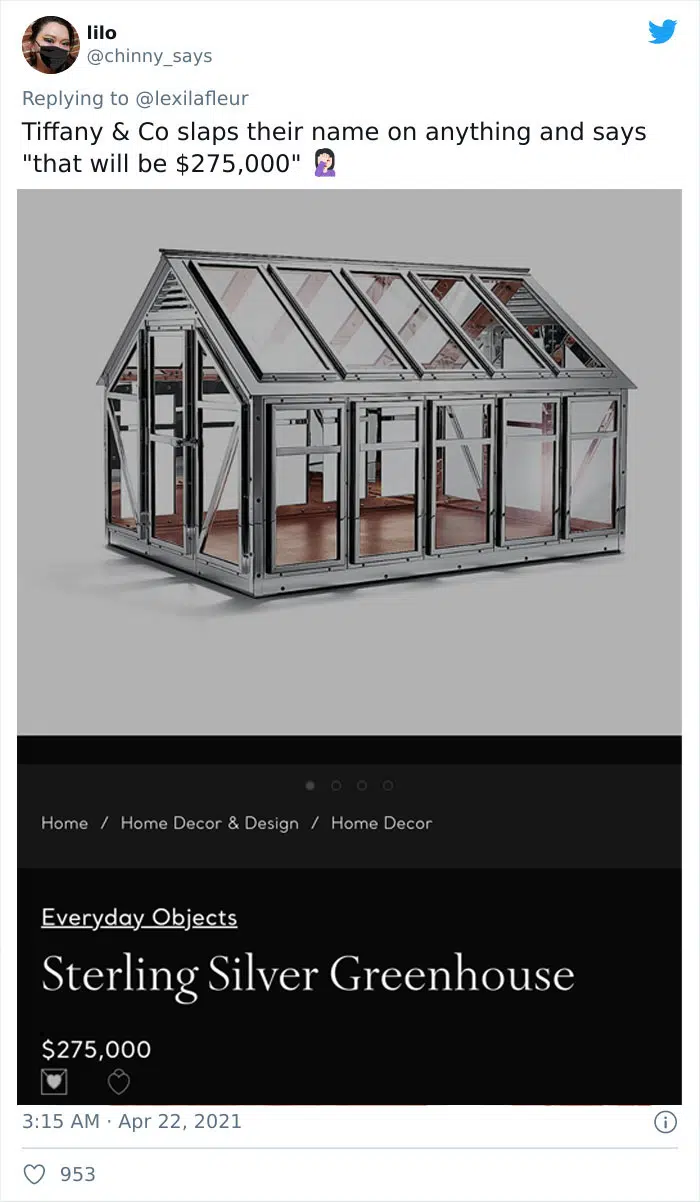 lilo
@chinny_says
Replying to @lexilafleur
Tiffany & Co slaps their name on anything and says
"that will be $275,000" 🤦🏻‍♀️
Home / Home Decor & Design / Home Decor
Everyday Objects
Sterling Silver Greenhouse
$275,000
3:15 AM · Apr 22, 2021
953